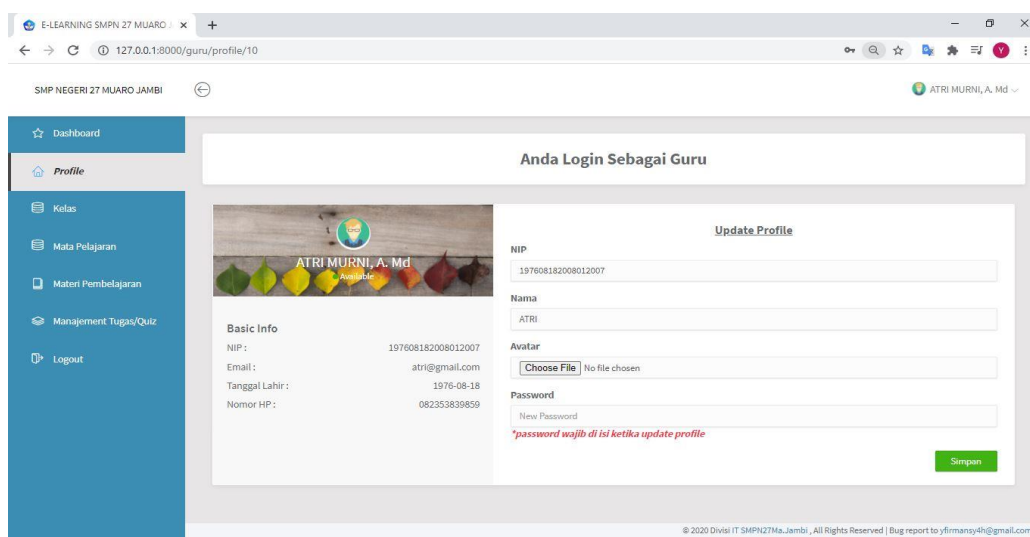 E-LEARNING SMPN 27 MUARO J
127.0.0.1:8000/guru/profile/10
Y
SMP NEGERI 27 MUARO JAMBI
ATRI MURNI, A. Md
Dashboard
Profile
Kelas
Mata Pelajaran
Materi Pembelajaran
Manajement Tugas/Quiz
Logout
Anda Login Sebagai Guru
ATRI MURNI, A. Md
Available
Basic Info
NIP : 197608182008012007
Email : atri@gmail.com
Tanggal Lahir : 1976-08-18
Nomor HP : 082353839859
Update Profile
NIP
197608182008012007
Nama
ATRI
Avatar
Choose File No file chosen
Password
New Password
*password wajib di isi ketika update profile
Simpan
© 2020 Divisi IT SMPN27Ma.Jambi , All Rights Reserved | Bug report to yfirmansy4h@gmail.com